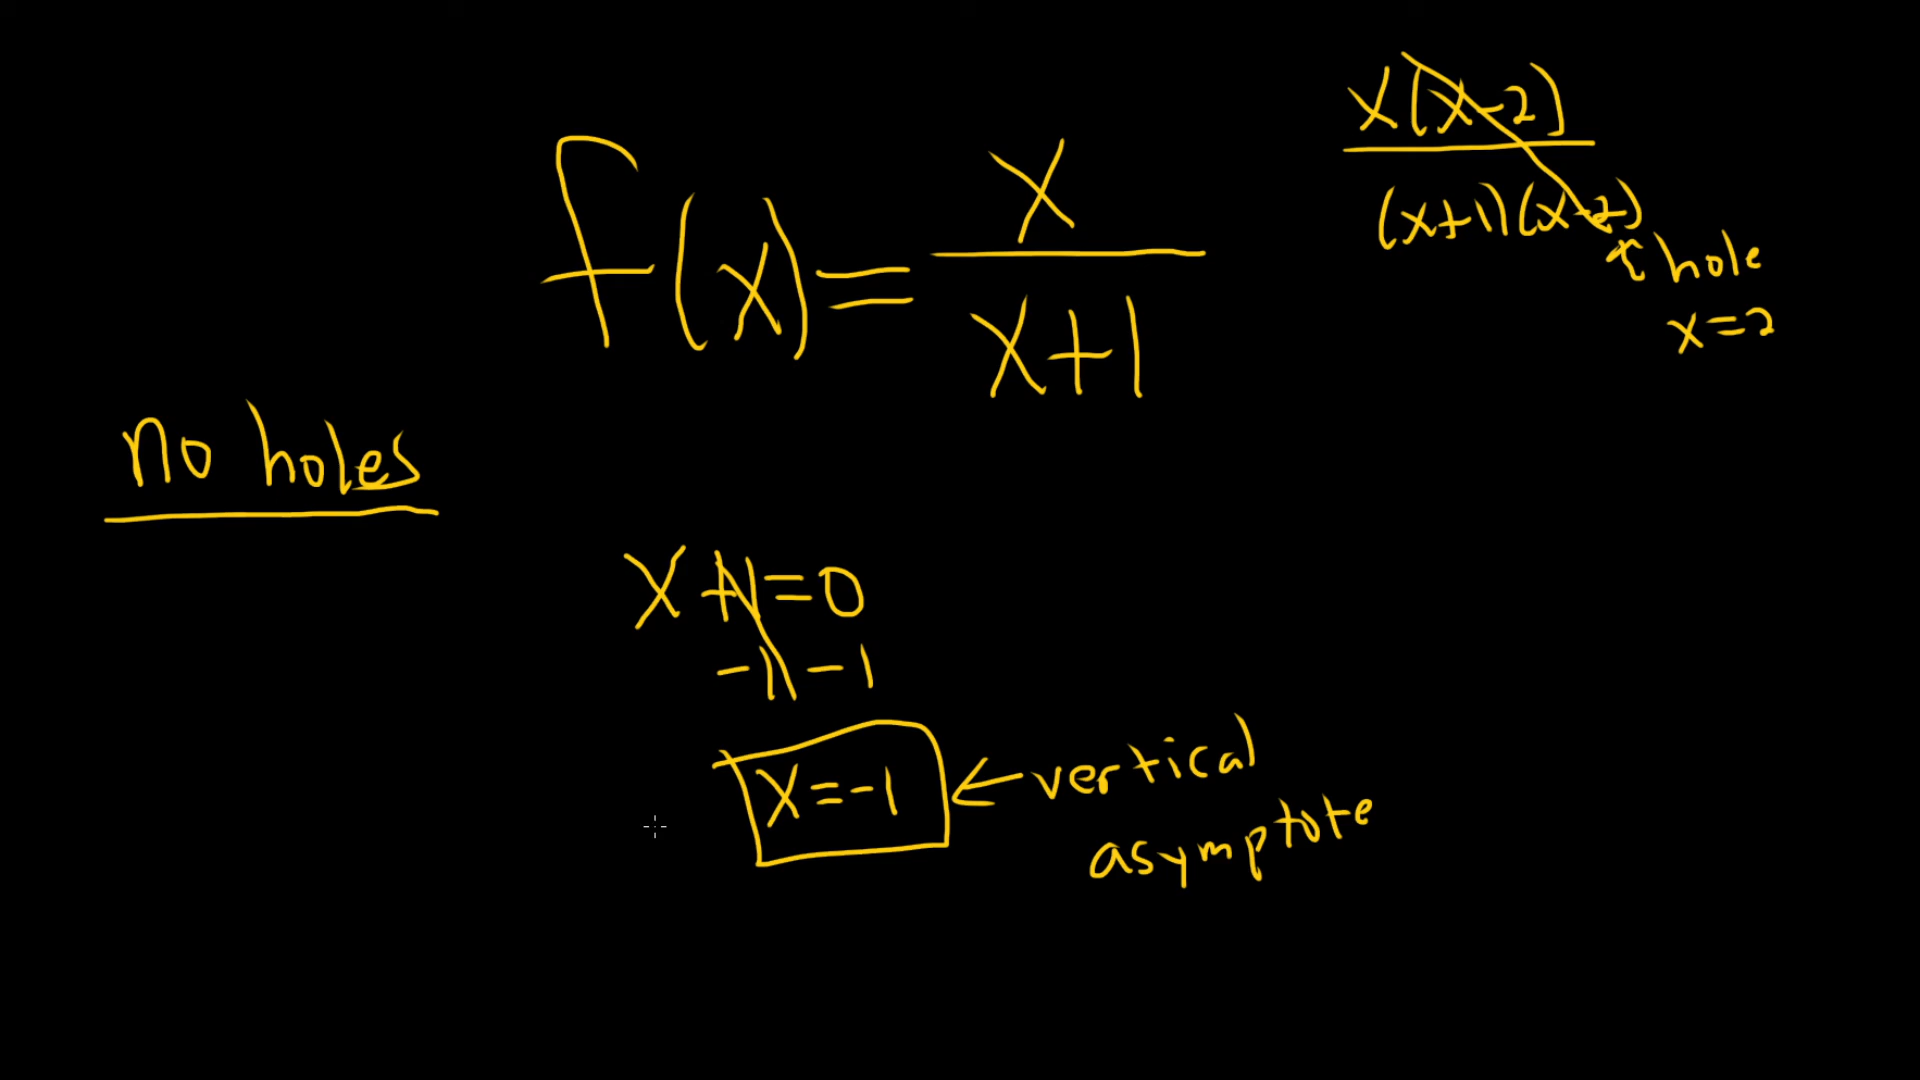 f(x) = x / x+1
x(x-2) / (x+1)(x-2)
hole
x=2
no holes
x+1=0
-1 -1
x=-1 ← vertical
asymptote